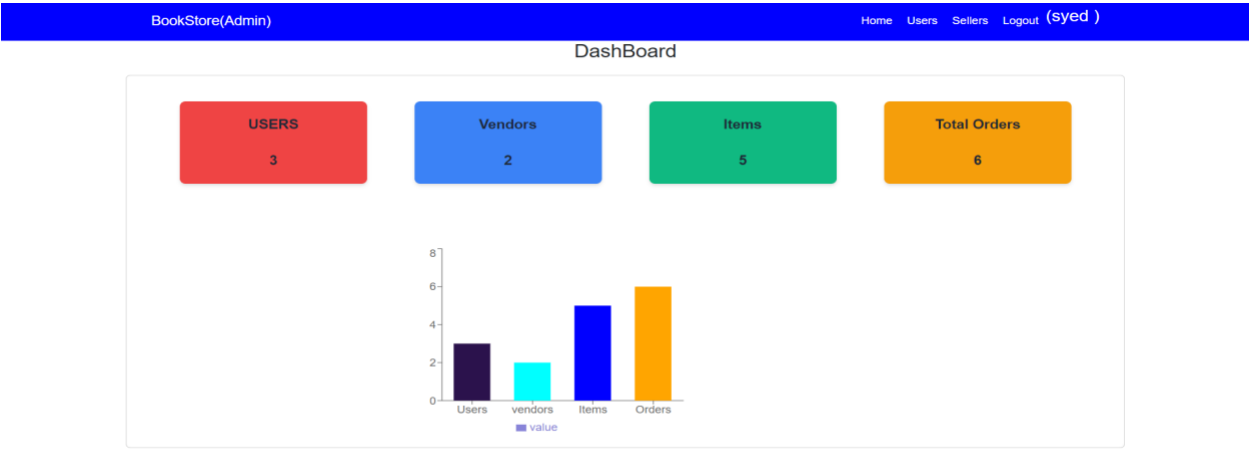 BookStore(Admin) Home Users Sellers Logout (syed )
DashBoard
USERS Vendors Items Total Orders
3 2 5 6
8
6
4
2
0
Users vendors Items Orders
value